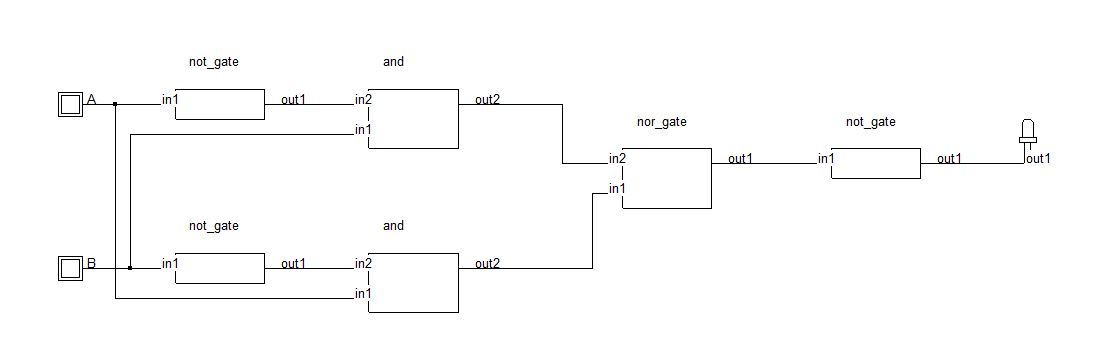 not_gate
and
A
in1
out1
in2
out2
in1
nor_gate
not_gate
in2
out1
in1
out1
out1
in1
not_gate
and
B
in1
out1
in2
out2
in1